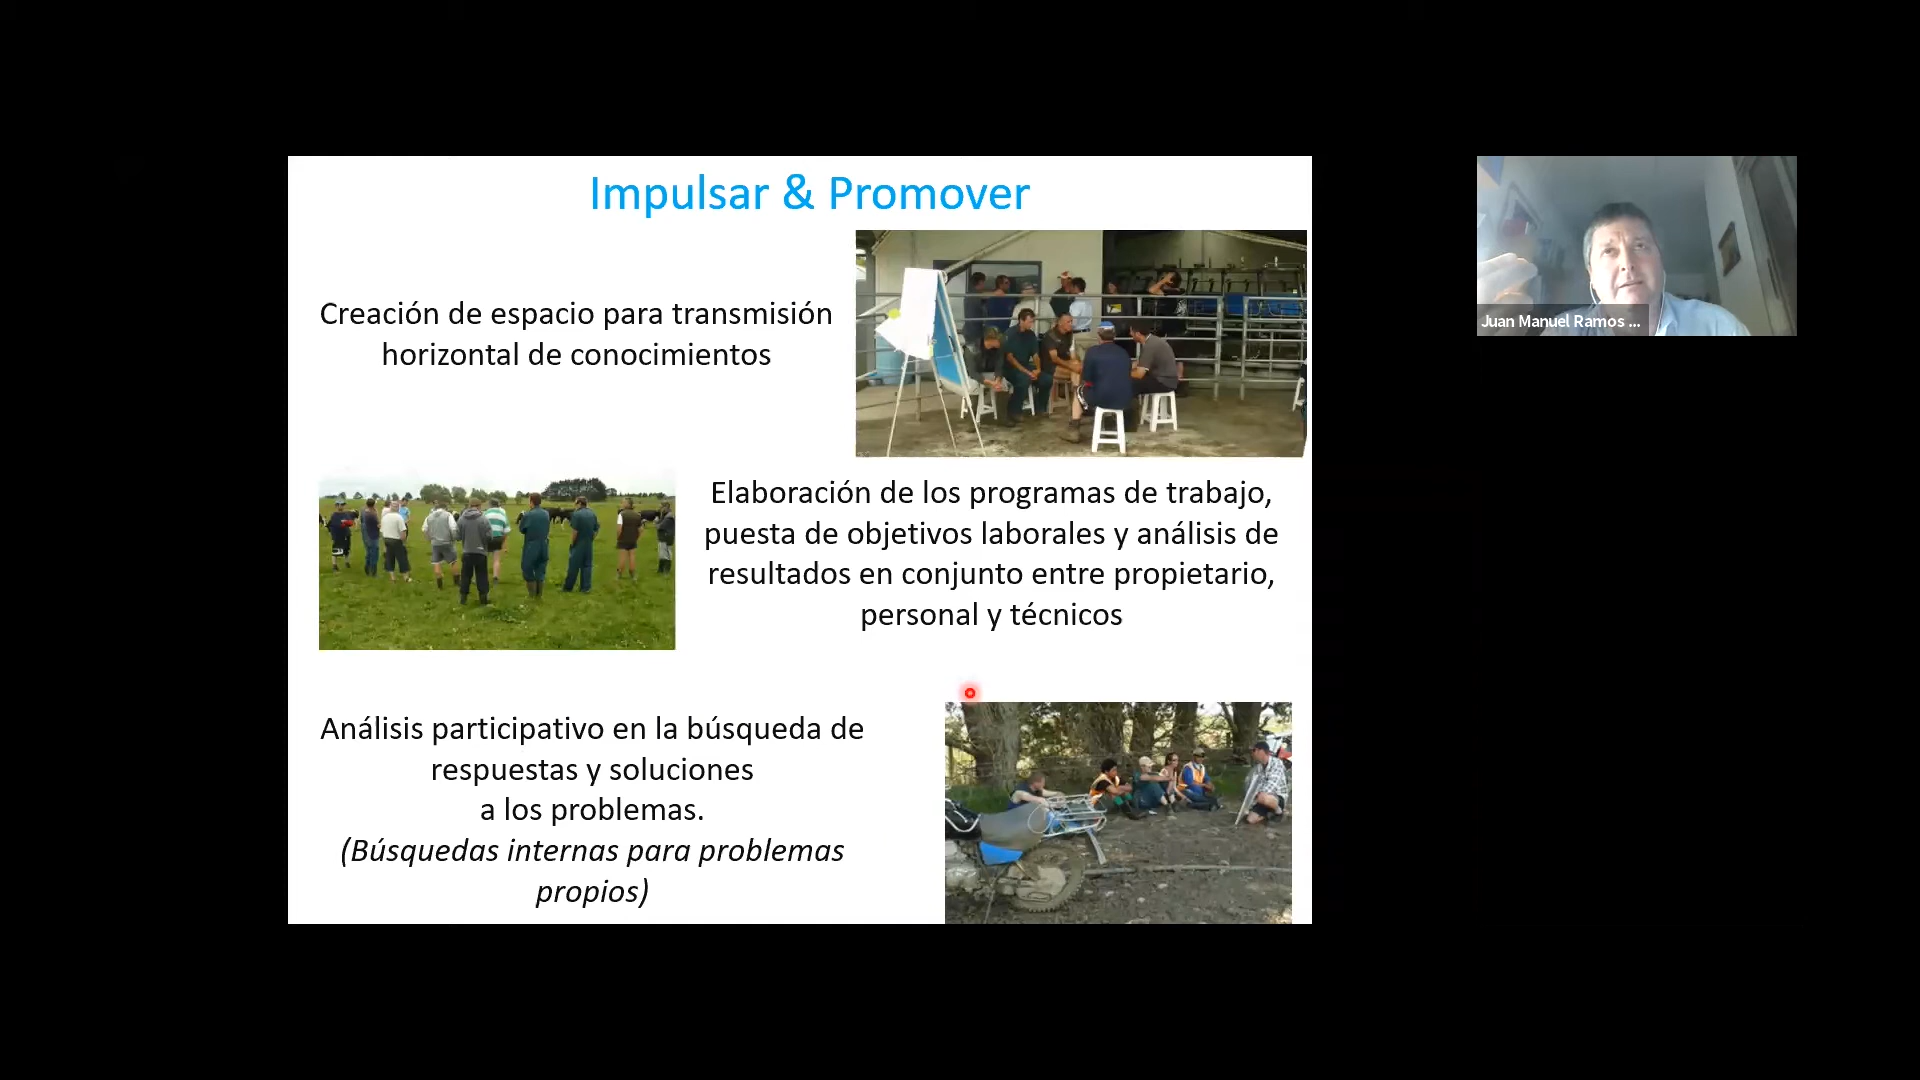 Impulsar & Promover
Creación de espacio para transmisión
horizontal de conocimientos
Elaboración de los programas de trabajo,
puesta de objetivos laborales y análisis de
resultados en conjunto entre propietario,
personal y técnicos
Análisis participativo en la búsqueda de
respuestas y soluciones
a los problemas.
(Búsquedas internas para problemas
propios)
Juan Manuel Ramos ...